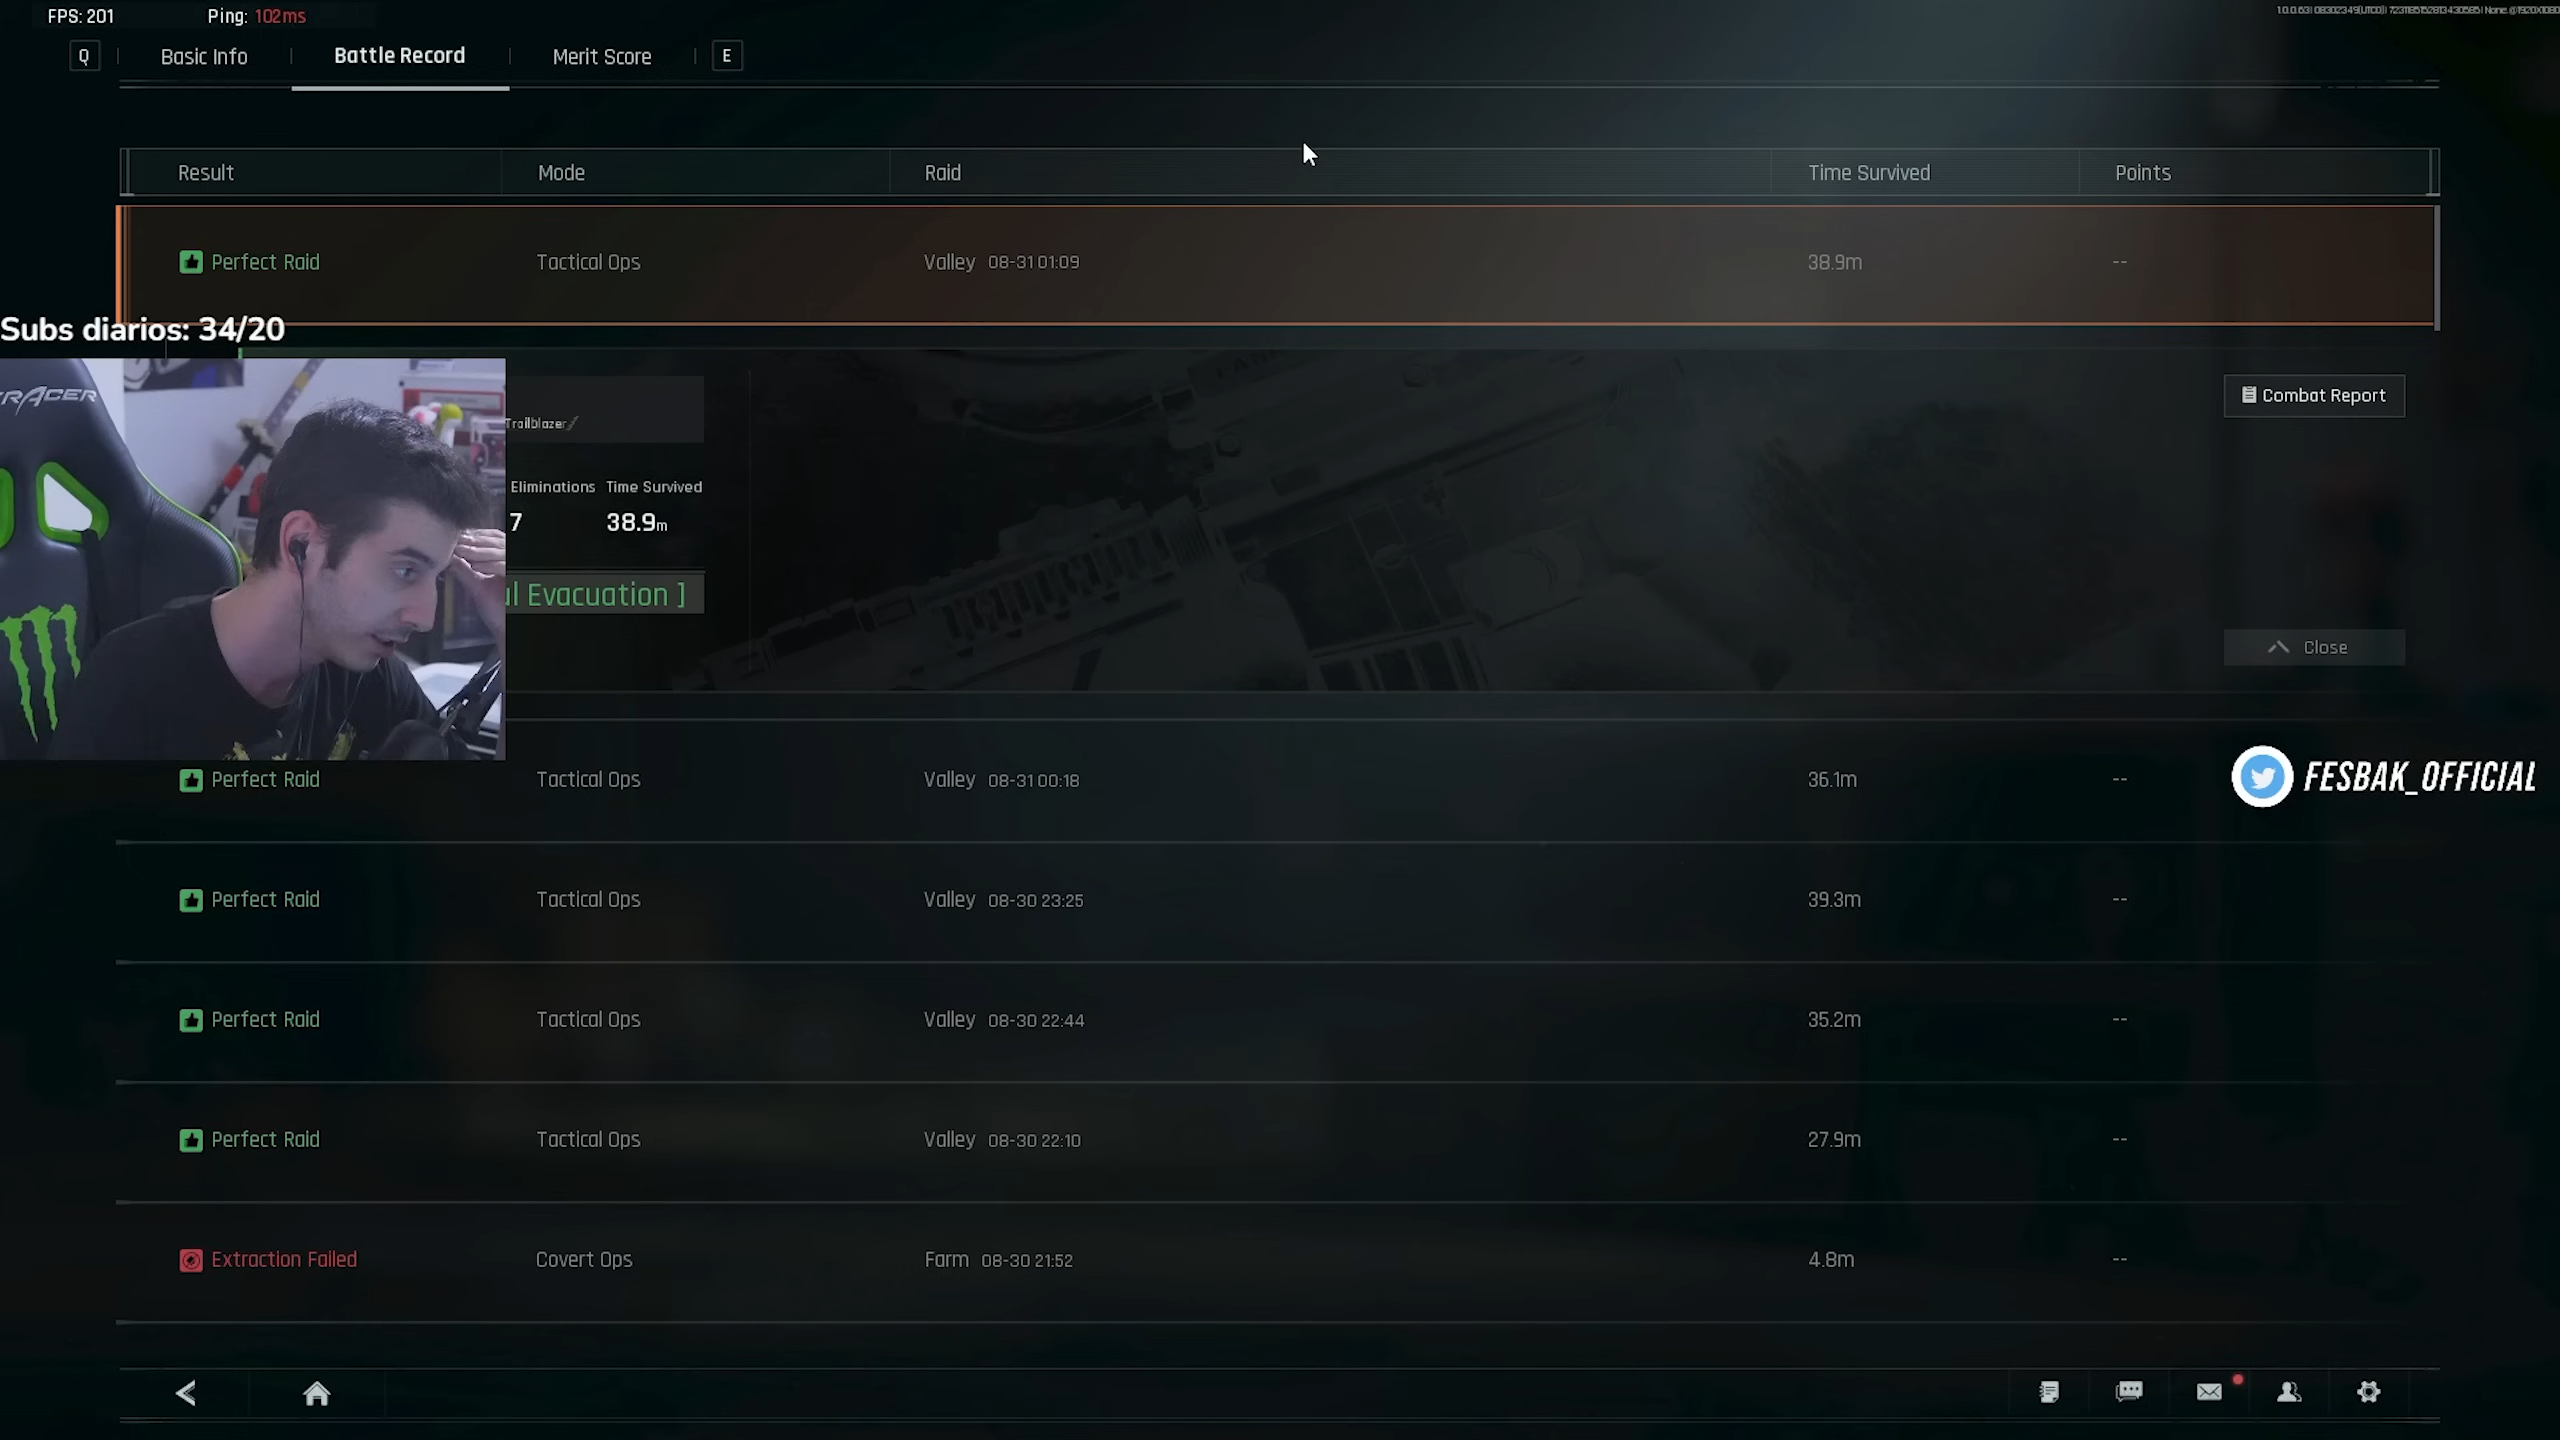 FPS: 201 Ping: 102ms
Q Basic Info Battle Record Merit Score E
Result Mode Raid Time Survived Points
Perfect Raid Tactical Ops Valley 08-31 01:09 38.9m --
Subs diarios: 34/20
RACER
Combat Report
Trailblazer
Eliminations Time Survived
7 38.9m
Evacuation ]
Close
Perfect Raid Tactical Ops Valley 08-31 00:18 36.1m --
FESBAK_OFFICIAL
Perfect Raid Tactical Ops Valley 08-30 23:25 39.3m --
Perfect Raid Tactical Ops Valley 08-30 22:44 35.2m --
Perfect Raid Tactical Ops Valley 08-30 22:10 27.9m --
Extraction Failed Covert Ops Farm 08-30 21:52 4.8m --